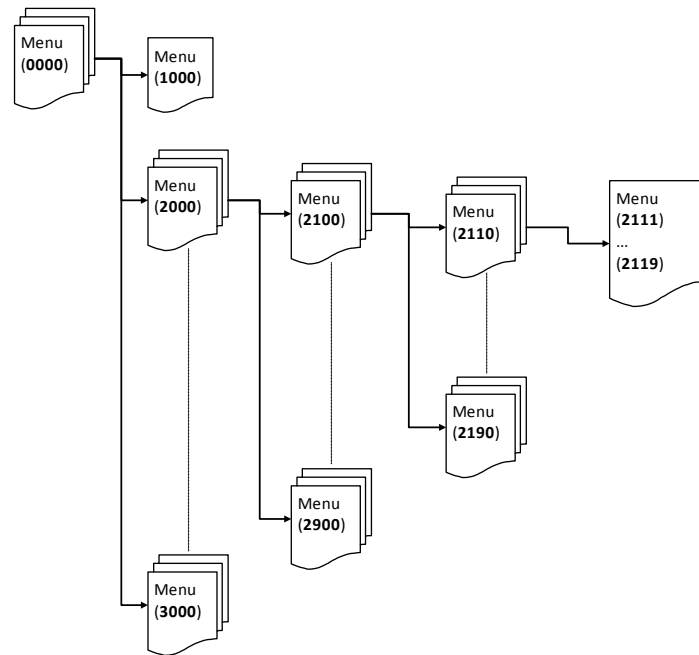 Menu
(0000)
Menu
(1000)
Menu
(2000)
Menu
(2100)
Menu
(2110)
Menu
(2111)
...
(2119)
Menu
(2190)
Menu
(2900)
Menu
(3000)